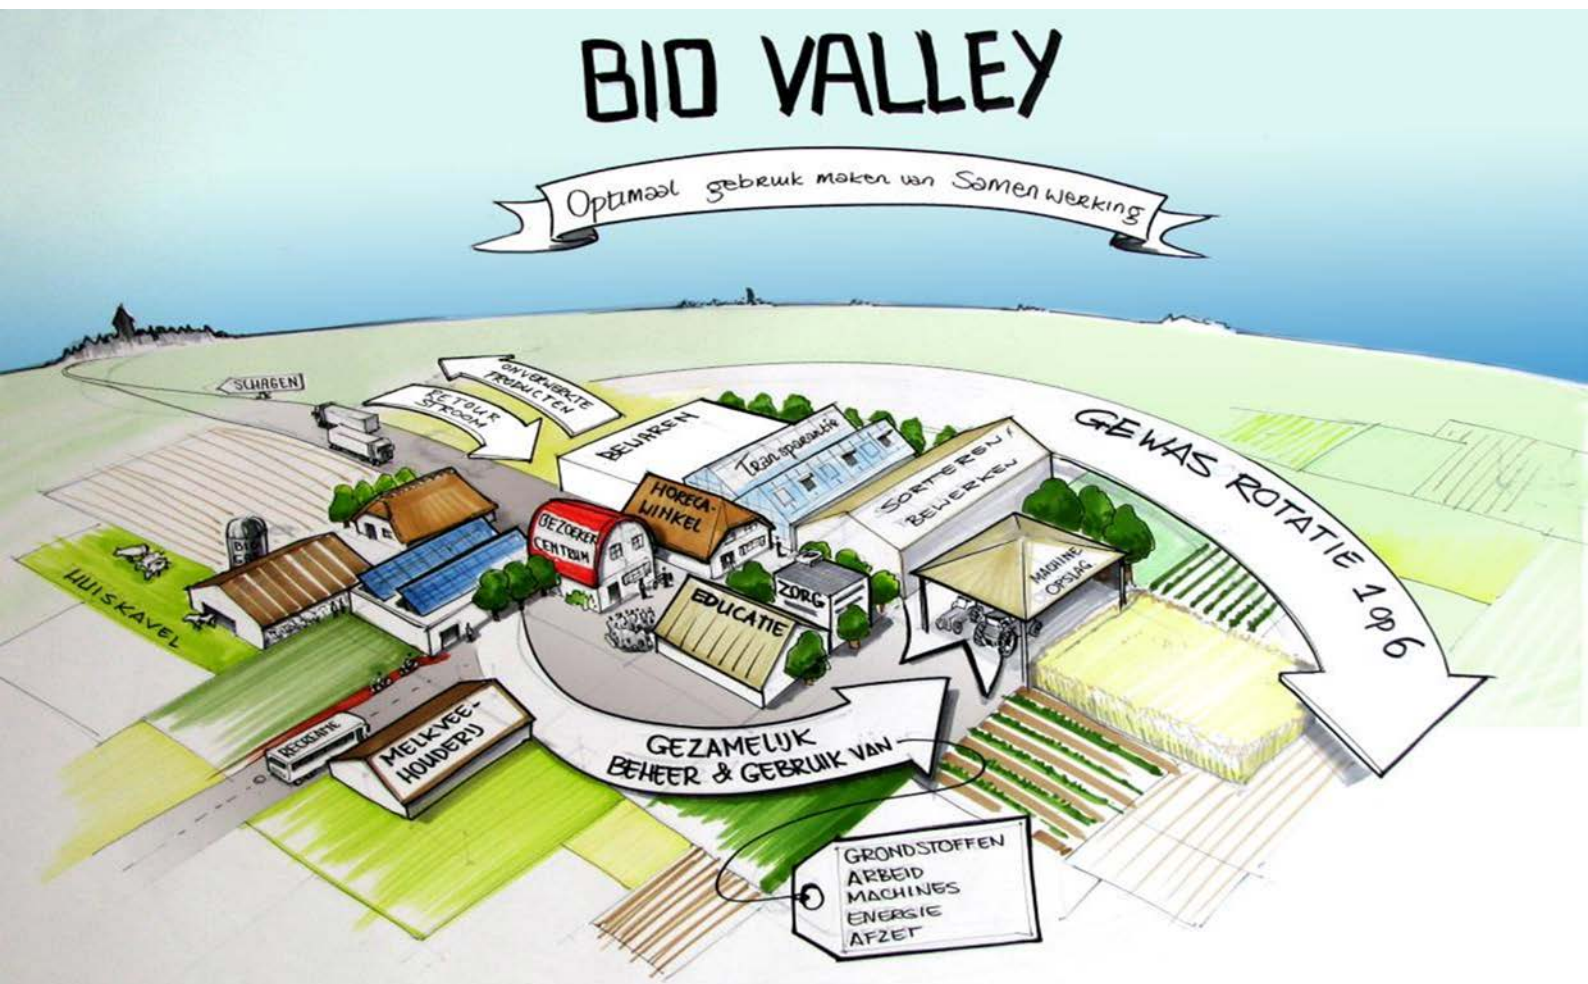 BIO VALLEY
Optimaal gebruik maken van Samenwerking
SCHAGEN
ONVERWERKTE
PRODUCTEN
RETOUR
STROOM
BEWAREN
Transparantie
SORTEREN /
BEWERKEN
GEWAS ROTATIE 1 op 6
HORECA-
WINKEL
BEZOEKER
CENTRUM
MACHINE
OPSLAG
ZORG
EDUCATIE
BIO
HUISKAVEL
RECREATIE
MELKVEE-
HOUDERIJ
GEZAMELIJK
BEHEER & GEBRUIK VAN
GRONDSTOFFEN
ARBEID
MACHINES
ENERGIE
AFZET